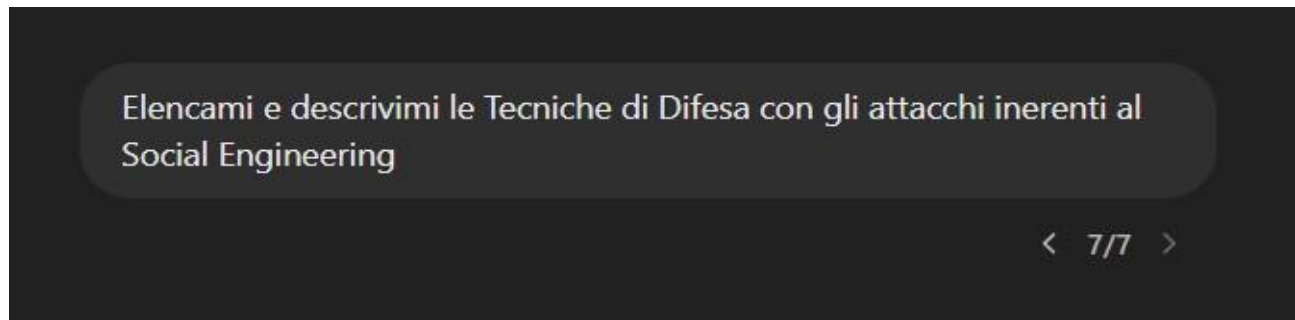 Elencami e descrivimi le Tecniche di Difesa con gli attacchi inerenti al
Social Engineering
< 7/7 >